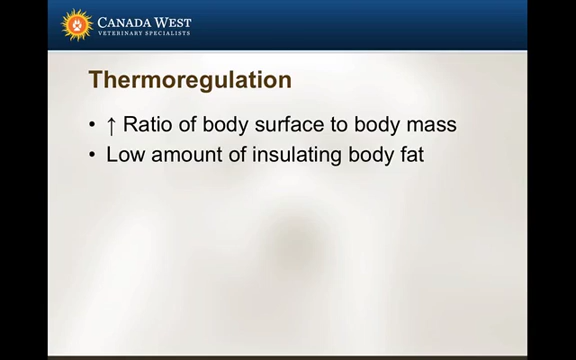 CANADA WEST
VETERINARY SPECIALISTS
Thermoregulation
• ↑ Ratio of body surface to body mass
• Low amount of insulating body fat